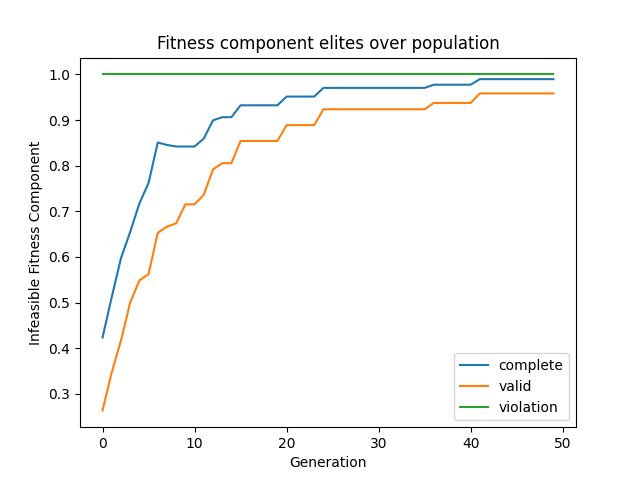 Fitness component elites over population
Infeasible Fitness Component
1.0
0.9
0.8
0.7
0.6
0.5
0.4
0.3
0 10 20 30 40 50
Generation
complete
valid
violation